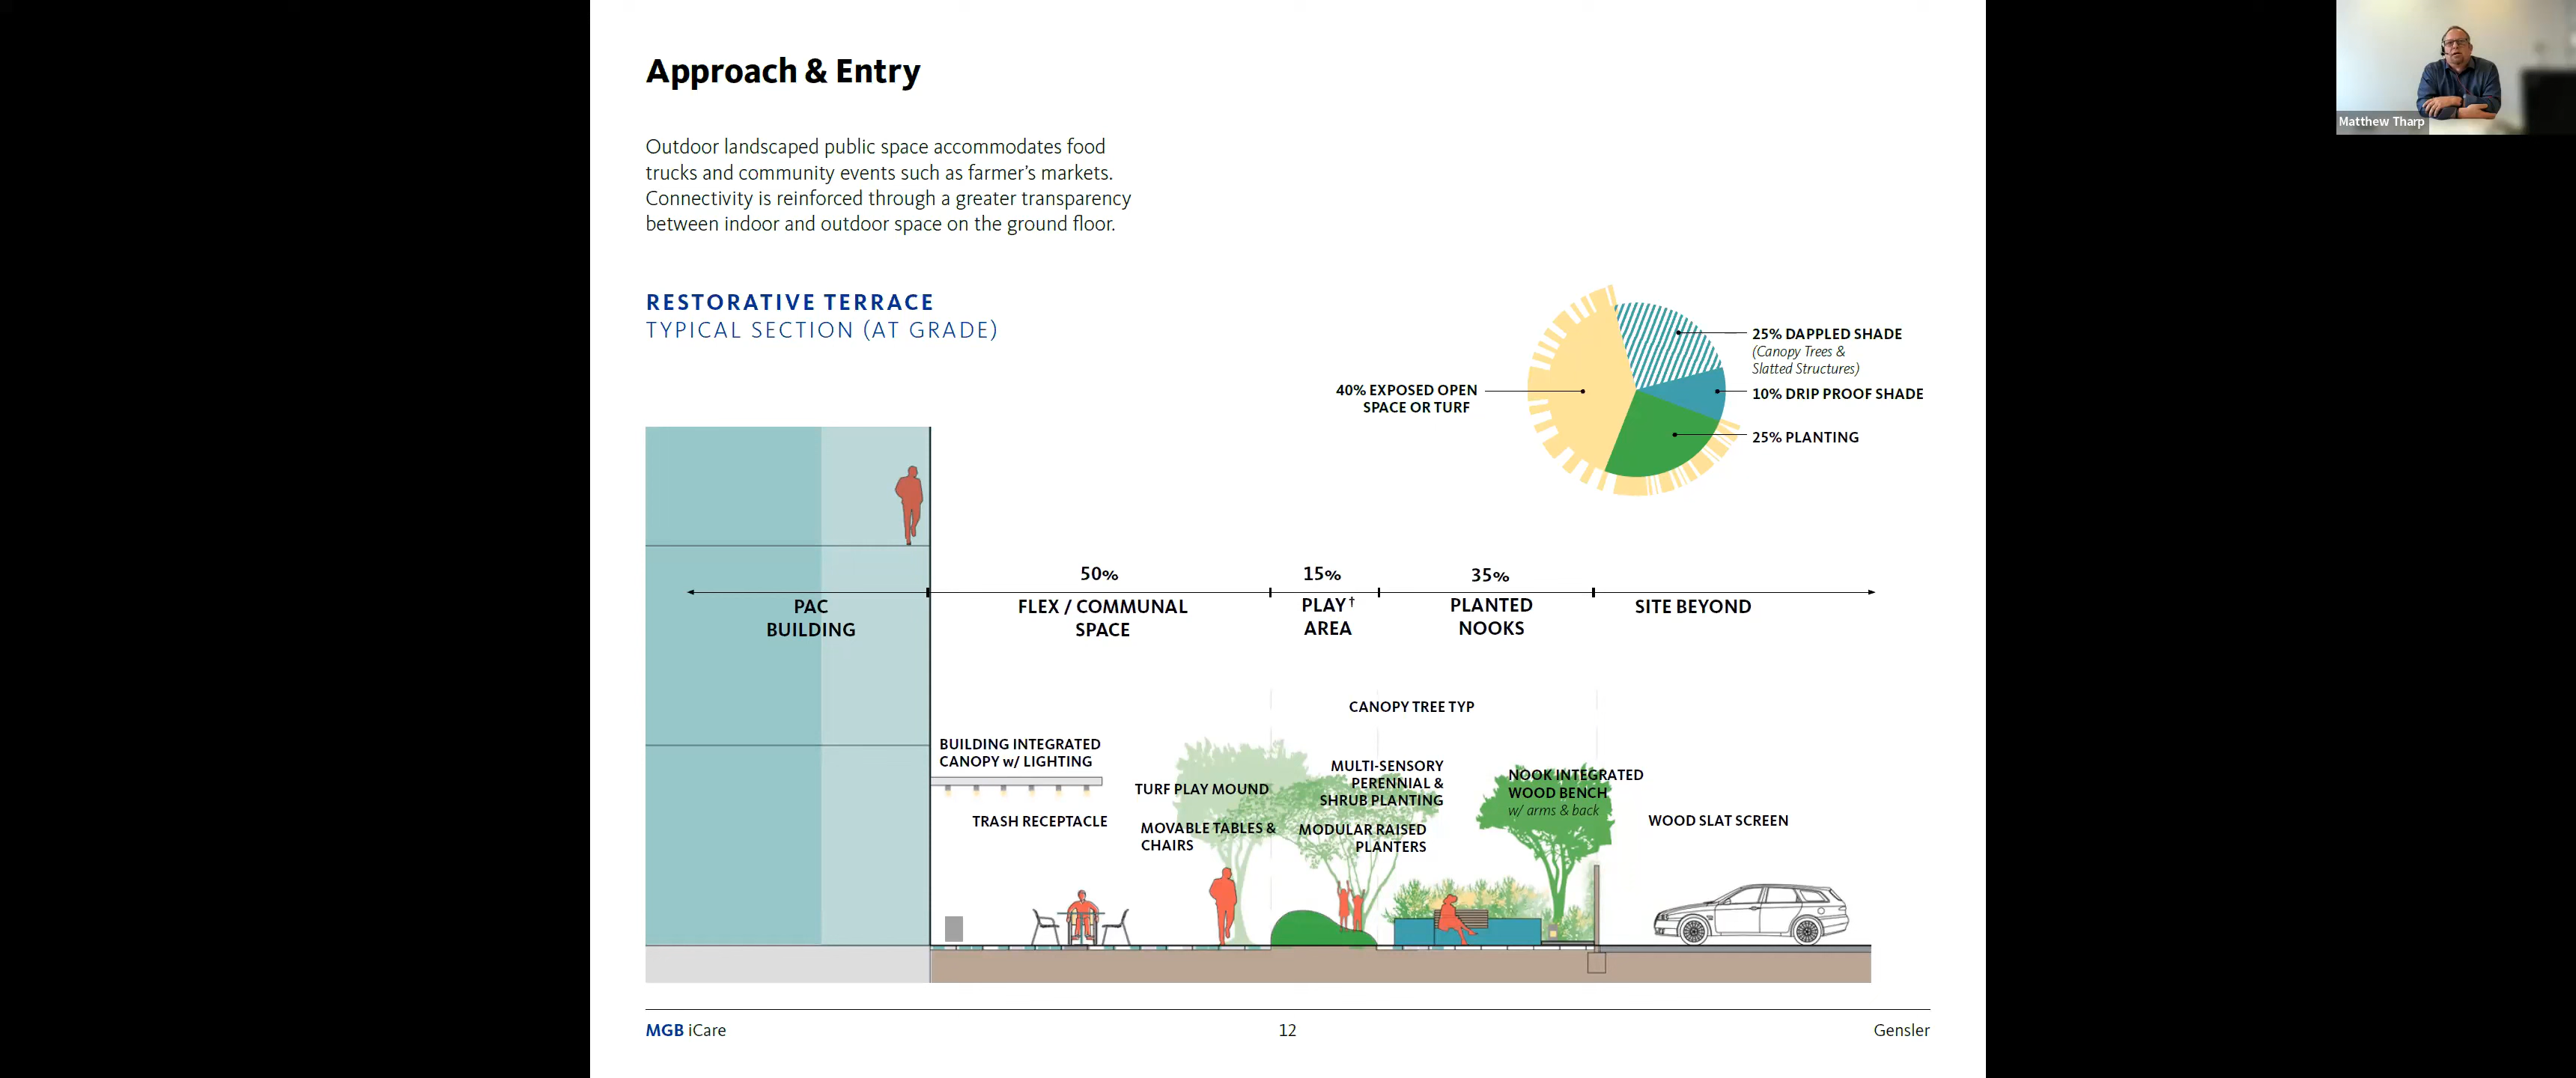 Approach & Entry
Outdoor landscaped public space accommodates food
trucks and community events such as farmer's markets.
Connectivity is reinforced through a greater transparency
between indoor and outdoor space on the ground floor.
RESTORATIVE TERRACE
TYPICAL SECTION (AT GRADE)
25% DAPPLED SHADE
(Canopy Trees &
Slatted Structures)
40% EXPOSED OPEN
SPACE OR TURF
10% DRIP PROOF SHADE
25% PLANTING
50%
15%
35%
PAC
BUILDING
FLEX / COMMUNAL
SPACE
PLAY†
AREA
PLANTED
NOOKS
SITE BEYOND
CANOPY TREE TYP
BUILDING INTEGRATED
CANOPY w/ LIGHTING
TURF PLAY MOUND
MULTI-SENSORY
PERENNIAL &
SHRUB PLANTING
NOOK INTEGRATED
WOOD BENCH
w/ arms & back
TRASH RECEPTACLE
MOVABLE TABLES &
CHAIRS
MODULAR RAISED
PLANTERS
WOOD SLAT SCREEN
MGB iCare
12
Gensler
Matthew Tharp